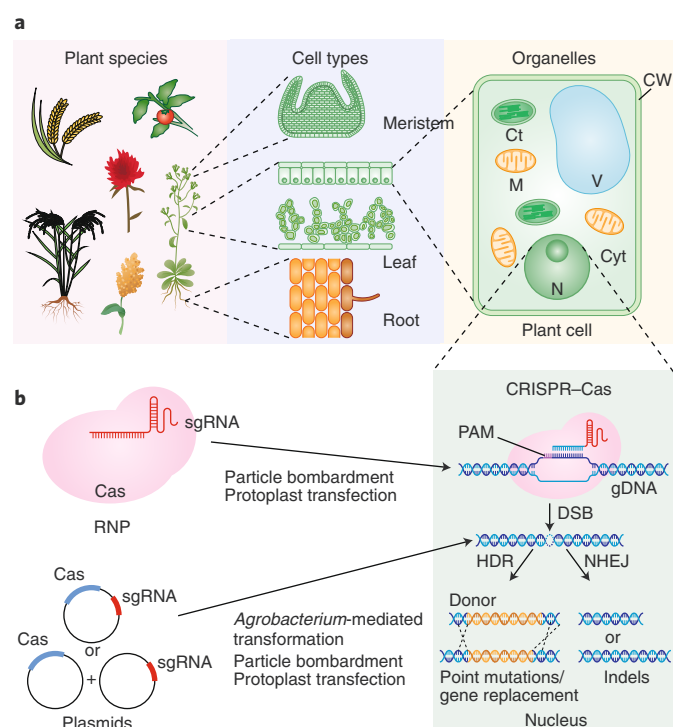 a
Plant species
Cell types
Organelles
CW
Meristem
Ct
M
V
Leaf
Cyt
N
Root
Plant cell
b
CRISPR–Cas
sgRNA
PAM
Cas
Particle bombardment
Protoplast transfection
gDNA
RNP
DSB
HDR
NHEJ
Cas
sgRNA
or
Cas
sgRNA
+
Plasmids
Agrobacterium-mediated
transformation
Particle bombardment
Protoplast transfection
Donor
or
Point mutations/
gene replacement
Indels
Nucleus